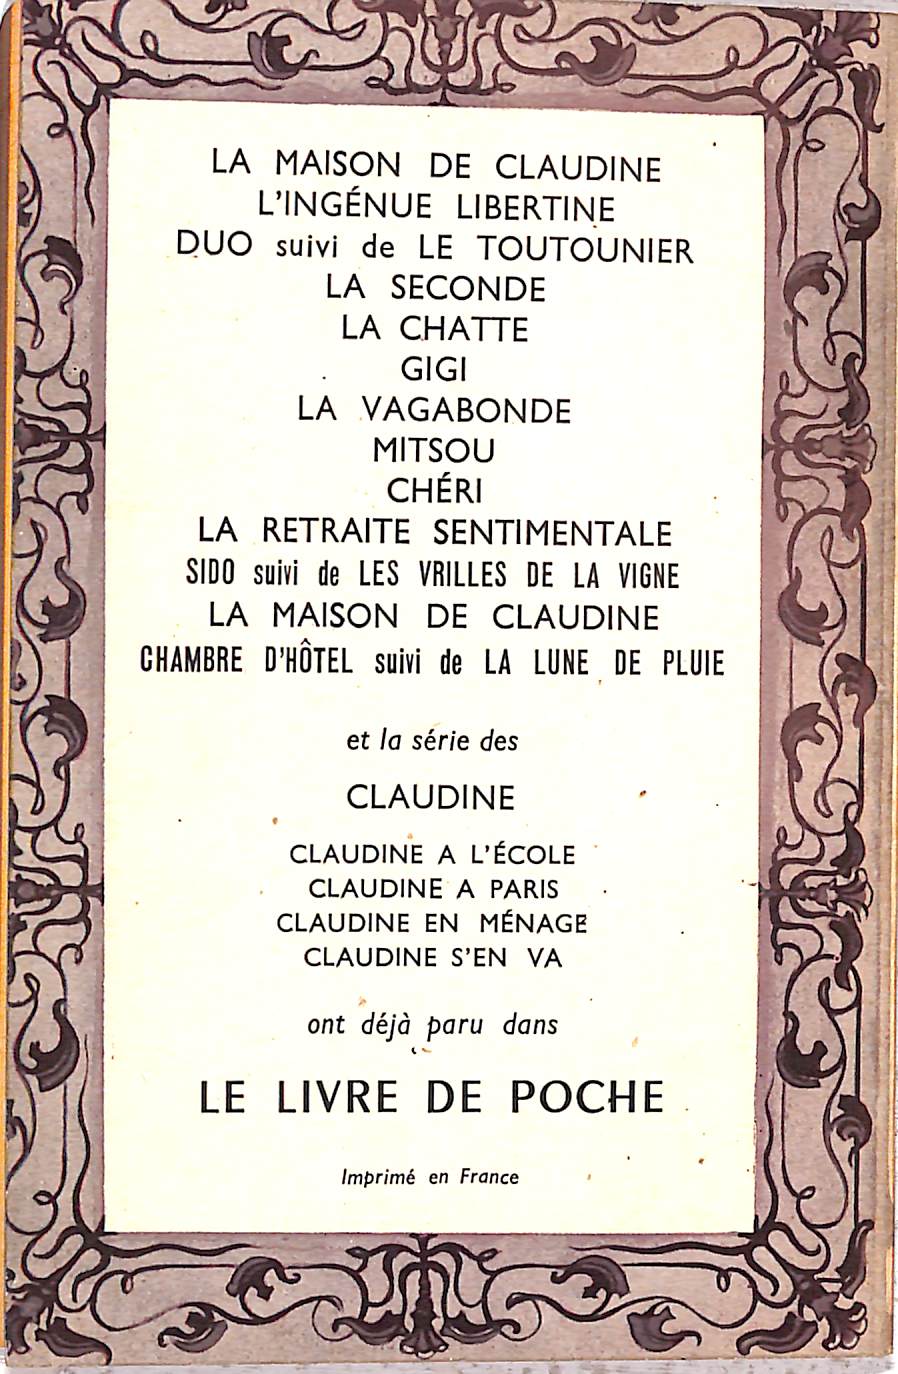 LA MAISON DE CLAUDINE
L'INGÉNUE LIBERTINE
DUO suivi de LE TOUTOUNIER
LA SECONDE
LA CHATTE
GIGI
LA VAGABONDE
MITSOU
CHÉRI
LA RETRAITE SENTIMENTALE
SIDO suivi de LES VRILLES DE LA VIGNE
LA MAISON DE CLAUDINE
CHAMBRE D'HÔTEL suivi de LA LUNE DE PLUIE
et la série des
CLAUDINE
CLAUDINE A L'ÉCOLE
CLAUDINE A PARIS
CLAUDINE EN MÉNAGE
CLAUDINE S'EN VA
ont déjà paru dans
LE LIVRE DE POCHE
Imprimé en France